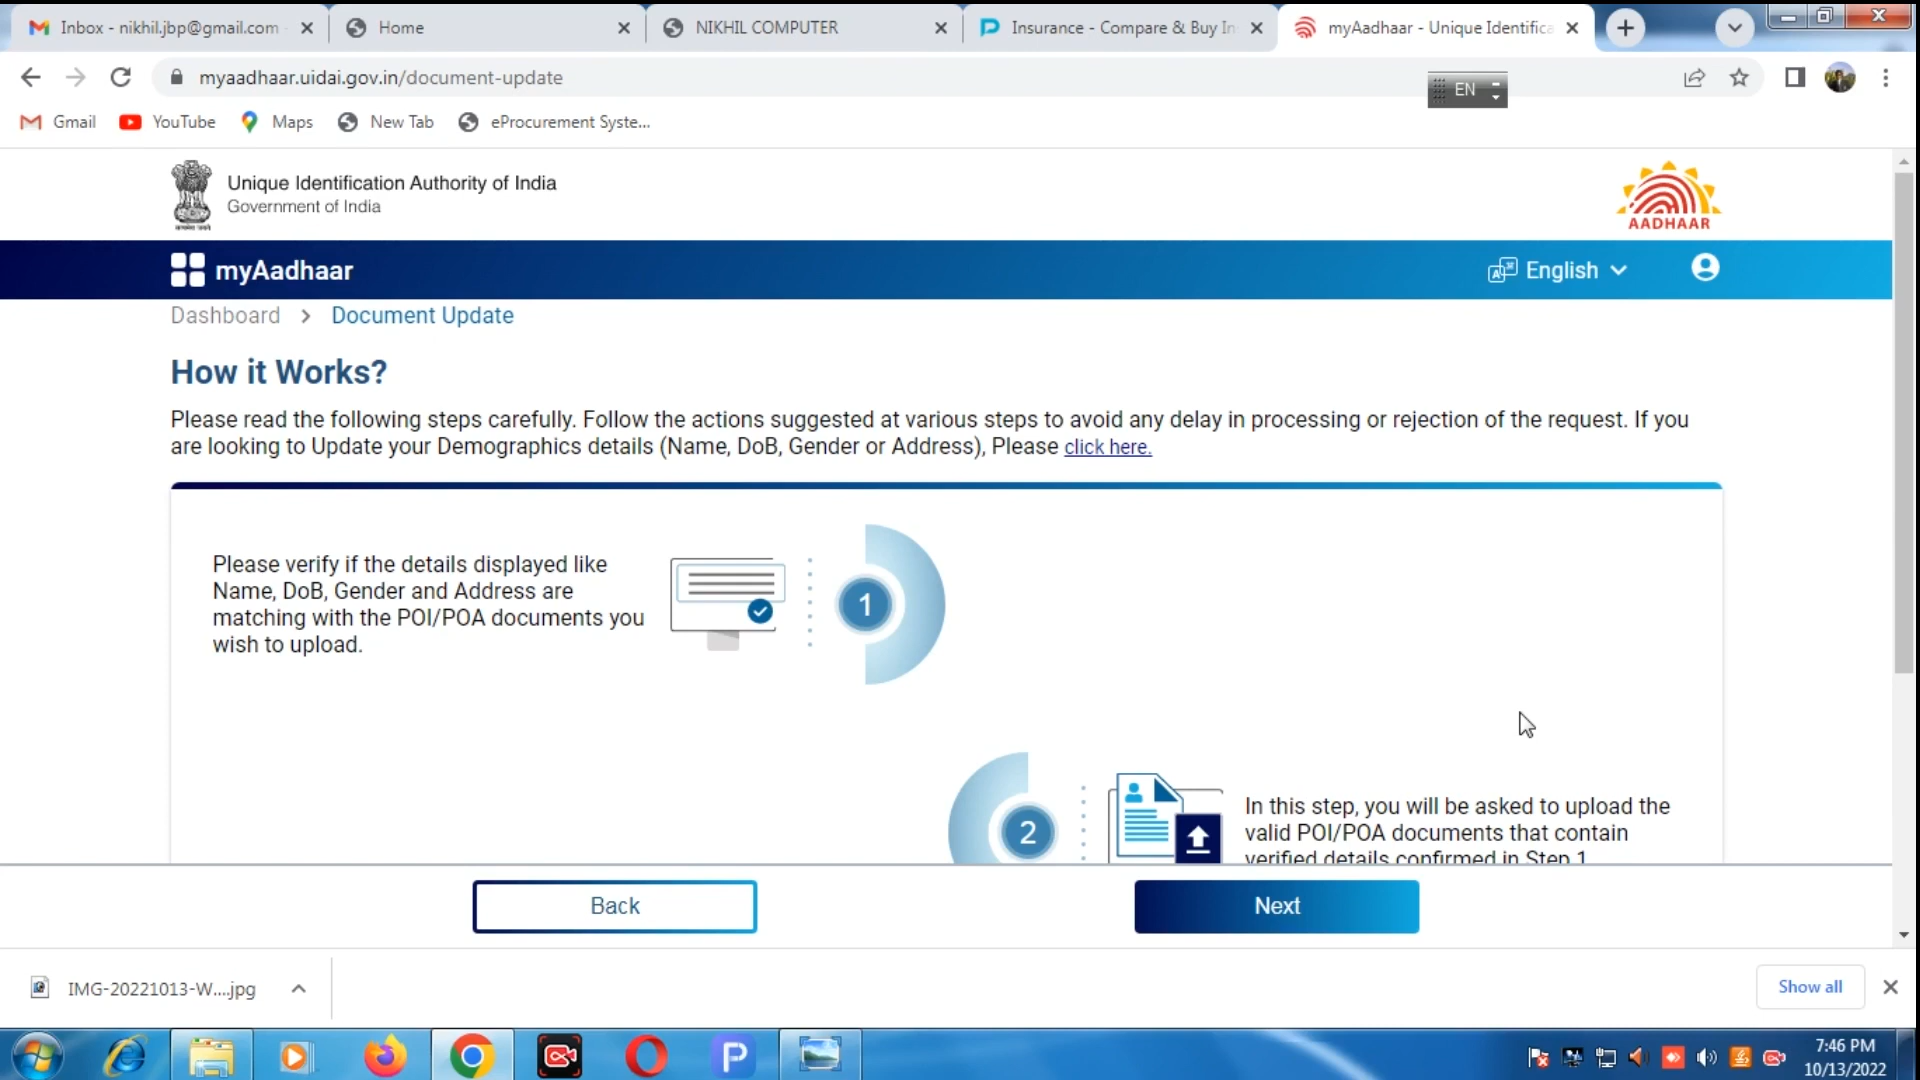 Inbox - nikhil.jbp@gmail.com
Home
NIKHIL COMPUTER
Insurance - Compare & Buy In
myAadhaar - Unique Identifica
myaadhaar.uidai.gov.in/document-update
EN
Gmail
YouTube
Maps
New Tab
eProcurement Syste...
Unique Identification Authority of India
Government of India
AADHAAR
myAadhaar
English
Dashboard > Document Update
How it Works?
Please read the following steps carefully. Follow the actions suggested at various steps to avoid any delay in processing or rejection of the request. If you
are looking to Update your Demographics details (Name, DoB, Gender or Address), Please click here.
Please verify if the details displayed like
Name, DoB, Gender and Address are
matching with the POI/POA documents you
wish to upload.
1
2
In this step, you will be asked to upload the
valid POI/POA documents that contain
verified details confirmed in Step 1
Back
Next
IMG-20221013-W....jpg
Show all
7:46 PM
10/13/2022